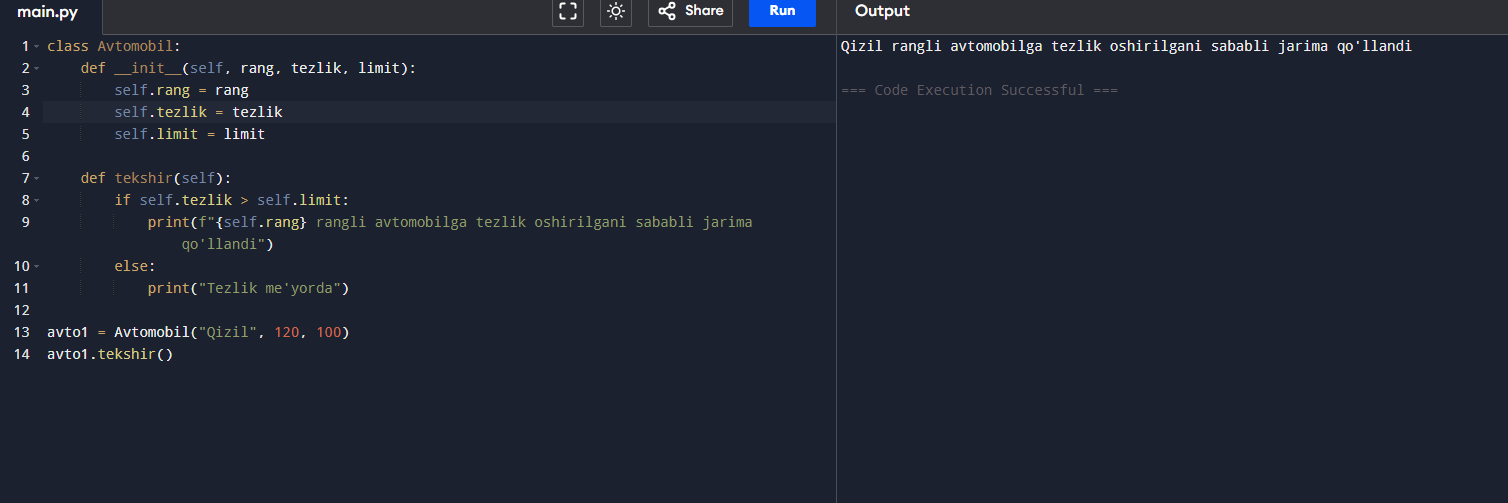 main.py
Share
Run
Output
1 class Avtomobil:
2     def __init__(self, rang, tezlik, limit):
3         self.rang = rang
4         self.tezlik = tezlik
5         self.limit = limit
6
7     def tekshir(self):
8         if self.tezlik > self.limit:
9             print(f"{self.rang} rangli avtomobilga tezlik oshirilgani sababli jarima
qo'llandi")
10         else:
11             print("Tezlik me'yorda")
12
13 avto1 = Avtomobil("Qizil", 120, 100)
14 avto1.tekshir()
Qizil rangli avtomobilga tezlik oshirilgani sababli jarima qo'llandi
=== Code Execution Successful ===